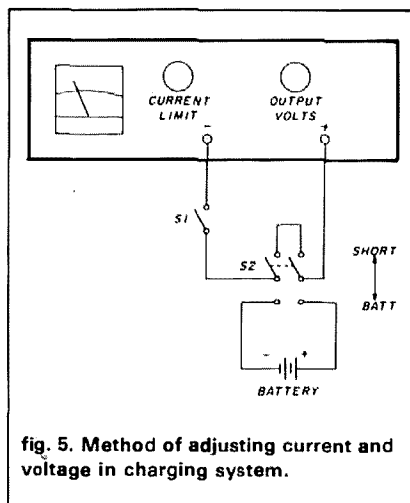 CURRENT
LIMIT
OUTPUT
VOLTS
-
+
S1
S2
SHORT
BATT
- +
BATTERY
fig. 5. Method of adjusting current and
voltage in charging system.